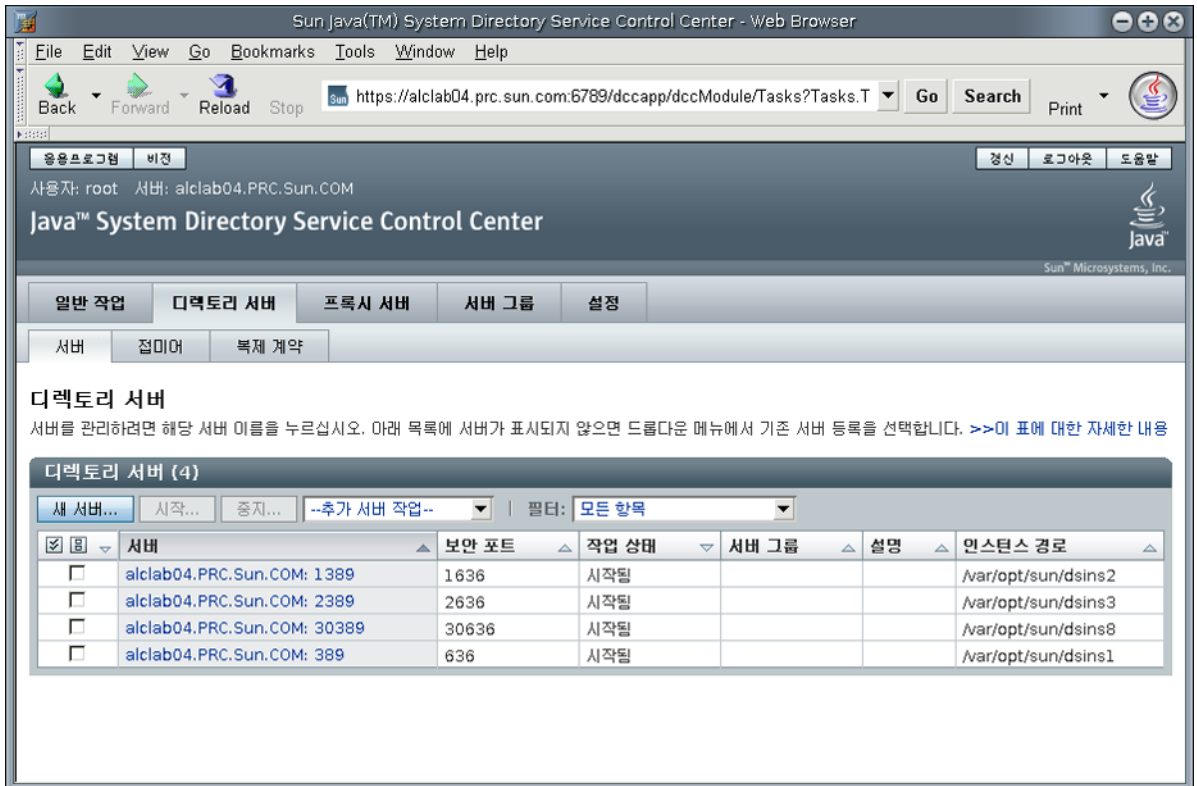 Sun Java(TM) System Directory Service Control Center - Web Browser
File Edit View Go Bookmarks Tools Window Help
Back Forward Reload Stop Sun https://alclab04.prc.sun.com:6789/dccapp/dccModule/Tasks?Tasks.T Go Search Print
응용프로그램 비전 갱신 로그아웃 도움말
사용자: root 서버: alclab04.PRC.Sun.COM
Java™ System Directory Service Control Center
Java™
Sun™ Microsystems, Inc.
일반 작업 디렉토리 서버 프록시 서버 서버 그룹 설정
서버 접미어 복제 계약
디렉토리 서버
서버를 관리하려면 해당 서버 이름을 누르십시오. 아래 목록에 서버가 표시되지 않으면 드롭다운 메뉴에서 기존 서버 등록을 선택합니다. >>이 표에 대한 자세한 내용
디렉토리 서버 (4)
새 서버... 시작... 중지... --추가 서버 작업-- | 필터: 모든 항목
서버 보안 포트 작업 상태 서버 그룹 설명 인스턴스 경로
alclab04.PRC.Sun.COM: 1389 1636 시작됨 /var/opt/sun/dsins2
alclab04.PRC.Sun.COM: 2389 2636 시작됨 /var/opt/sun/dsins3
alclab04.PRC.Sun.COM: 30389 30636 시작됨 /var/opt/sun/dsins8
alclab04.PRC.Sun.COM: 389 636 시작됨 /var/opt/sun/dsins1